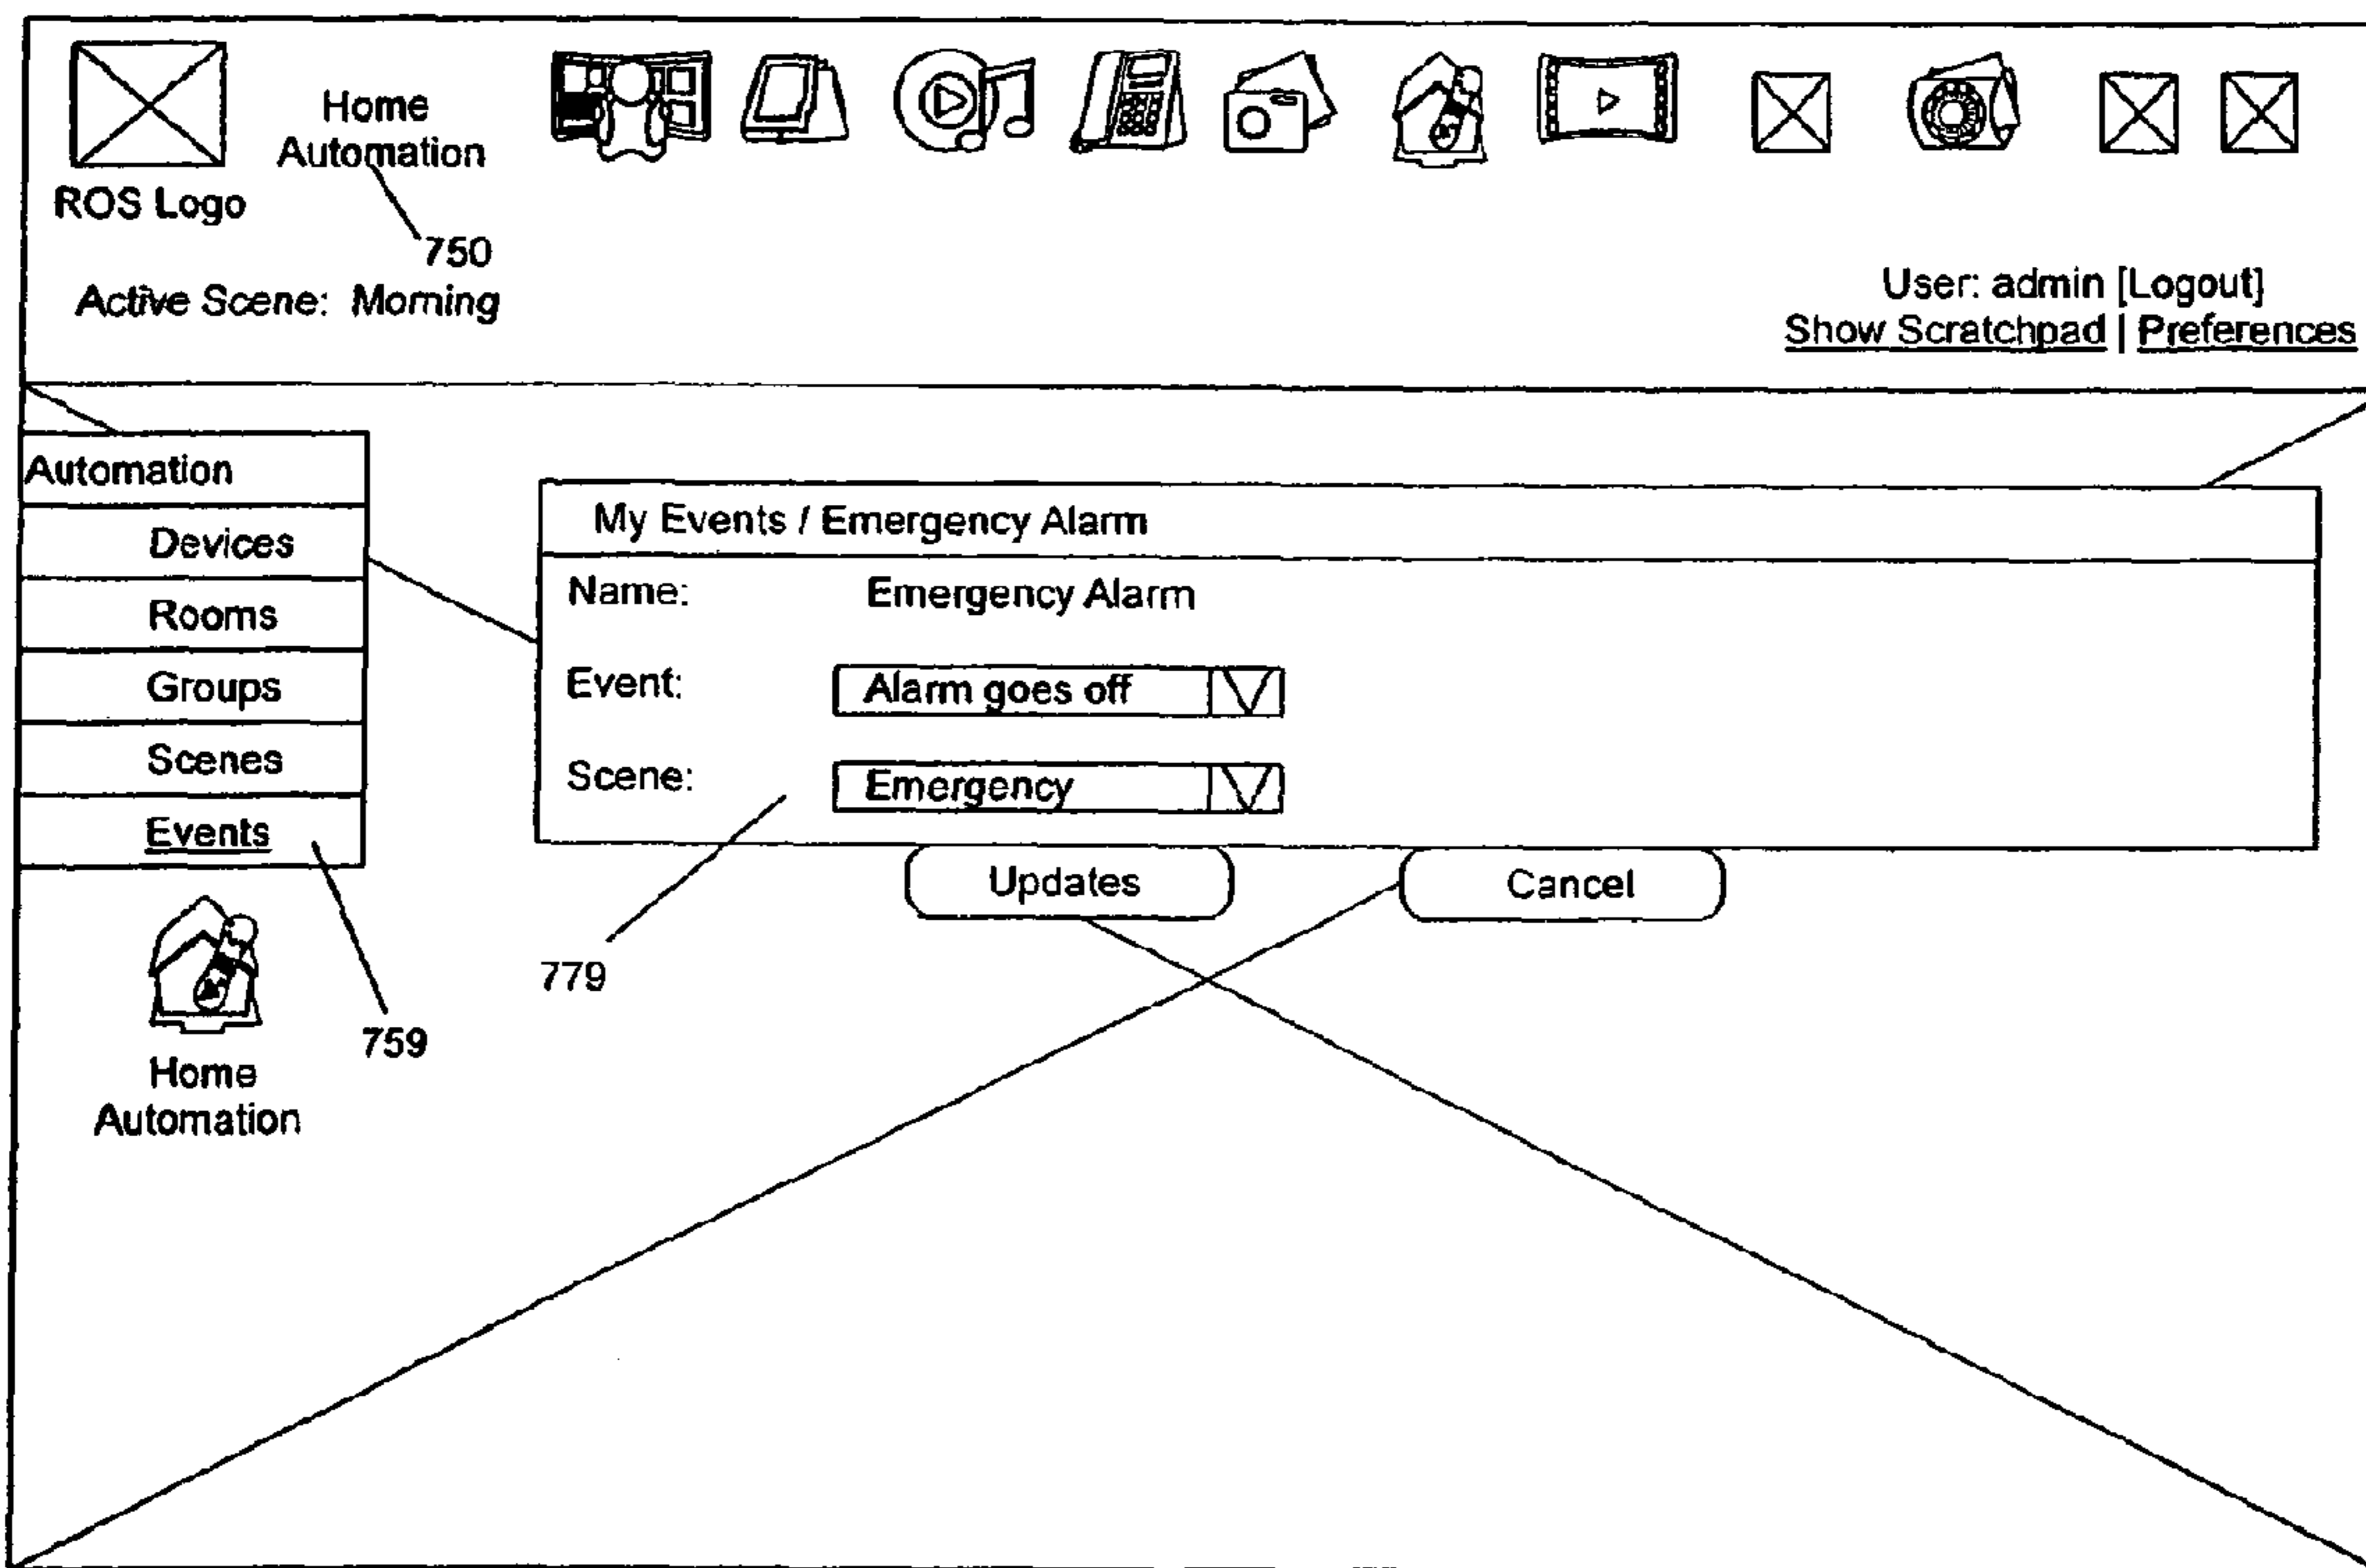 Home
Automation
ROS Logo
750
Active Scene: Morning
User: admin [Logout]
Show Scratchpad | Preferences
Automation
Devices
Rooms
Groups
Scenes
Events
My Events / Emergency Alarm
Name: Emergency Alarm
Event: Alarm goes off
Scene: Emergency
Updates
Cancel
779
759
Home
Automation